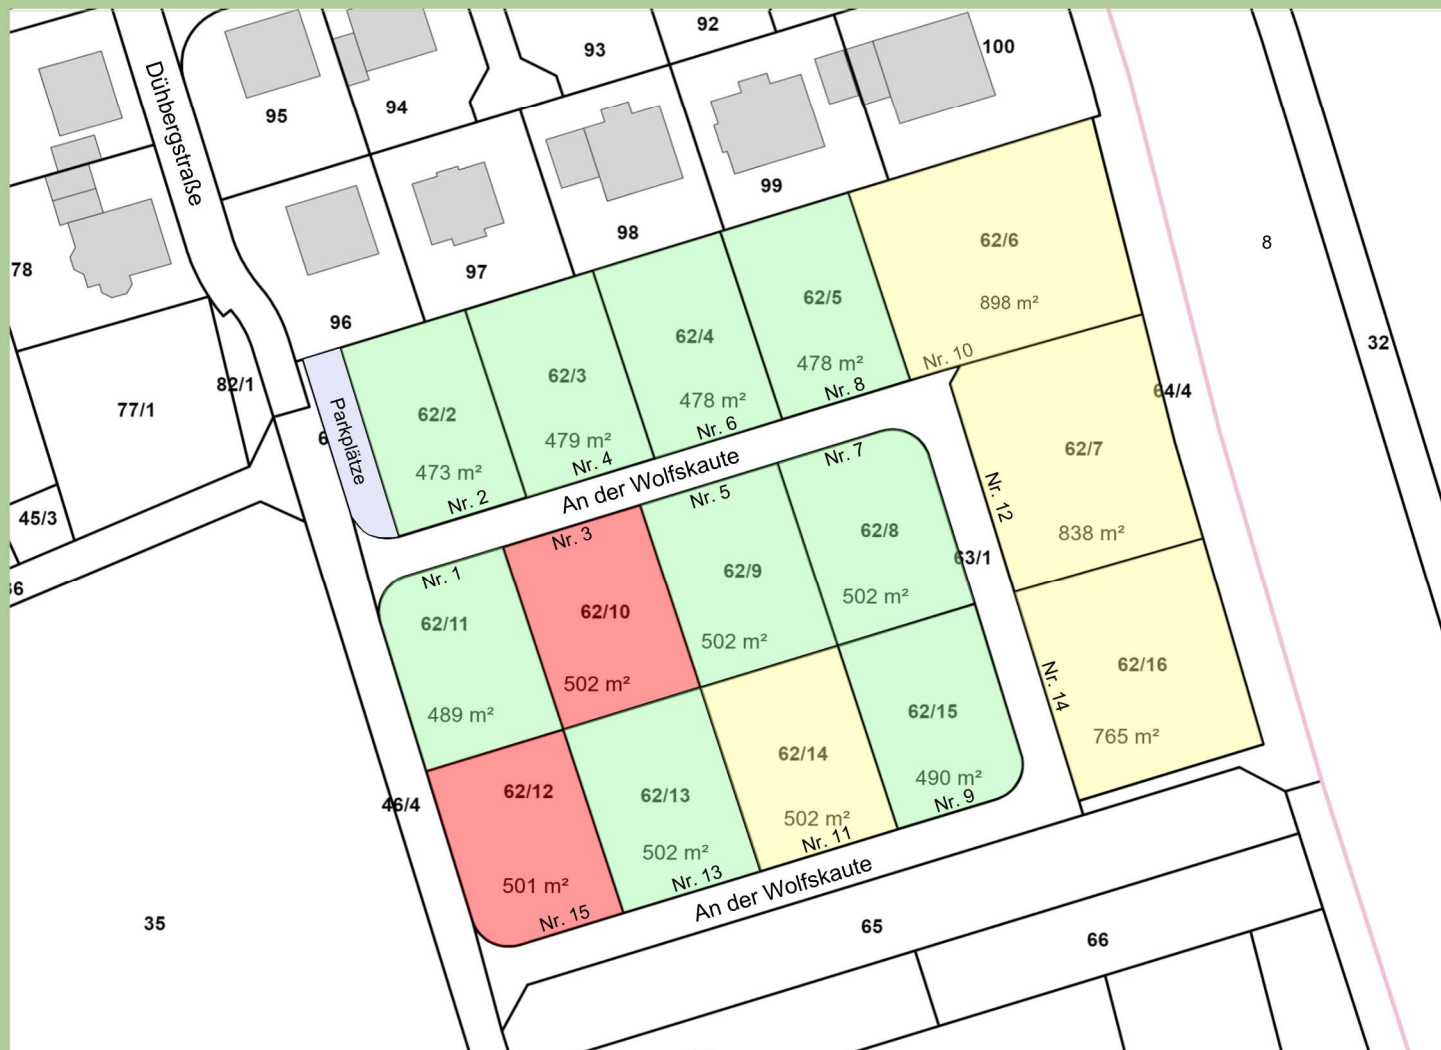 92
93
100
Dühbergstraße
95
94
99
98
97
78
96
62/6
8
898 m²
62/5
62/4
32
478 m²
Nr. 10
Nr. 8
62/3
478 m²
Nr. 6
82/1
77/1
64/4
Parkplätze
62/2
479 m²
Nr. 4
473 m²
Nr. 2
An der Wolfskaute
62/7
Nr. 7
Nr. 5
Nr. 12
838 m²
45/3
Nr. 3
Nr. 1
62/8
63/1
62/9
502 m²
62/11
62/10
502 m²
62/16
Nr. 14
502 m²
489 m²
62/15
765 m²
62/14
490 m²
Nr. 9
62/12
62/13
46/4
502 m²
Nr. 11
502 m²
Nr. 13
501 m²
Nr. 15
An der Wolfskaute
35
65
66